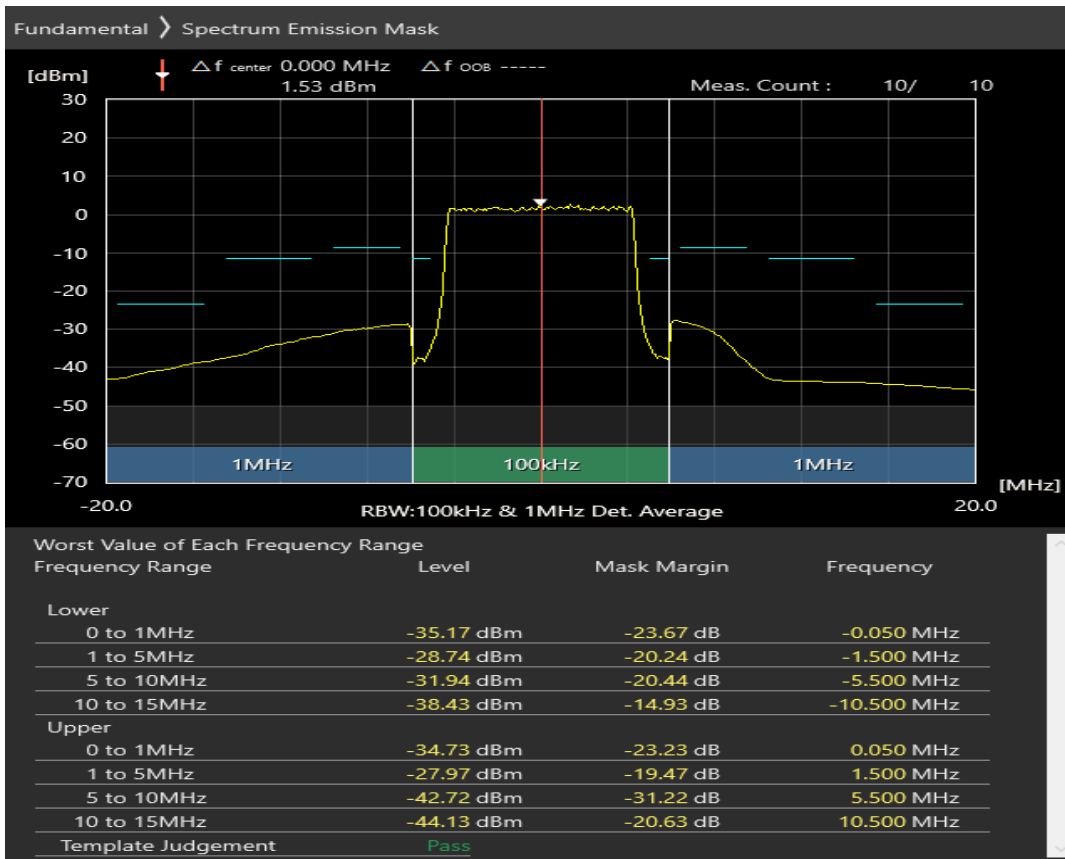 Fundamental ❯ Spectrum Emission Mask
[dBm] △f center 0.000 MHz △f OOB -----
1.53 dBm Meas. Count : 10/ 10
30
20
10
0
-10
-20
-30
-40
-50
-60
1MHz 100kHz 1MHz
-70 [MHz]
-20.0 RBW:100kHz & 1MHz Det. Average 20.0
Worst Value of Each Frequency Range
Frequency Range Level Mask Margin Frequency
Lower
0 to 1MHz -35.17 dBm -23.67 dB -0.050 MHz
1 to 5MHz -28.74 dBm -20.24 dB -1.500 MHz
5 to 10MHz -31.94 dBm -20.44 dB -5.500 MHz
10 to 15MHz -38.43 dBm -14.93 dB -10.500 MHz
Upper
0 to 1MHz -34.73 dBm -23.23 dB 0.050 MHz
1 to 5MHz -27.97 dBm -19.47 dB 1.500 MHz
5 to 10MHz -42.72 dBm -31.22 dB 5.500 MHz
10 to 15MHz -44.13 dBm -20.63 dB 10.500 MHz
Template Judgement Pass